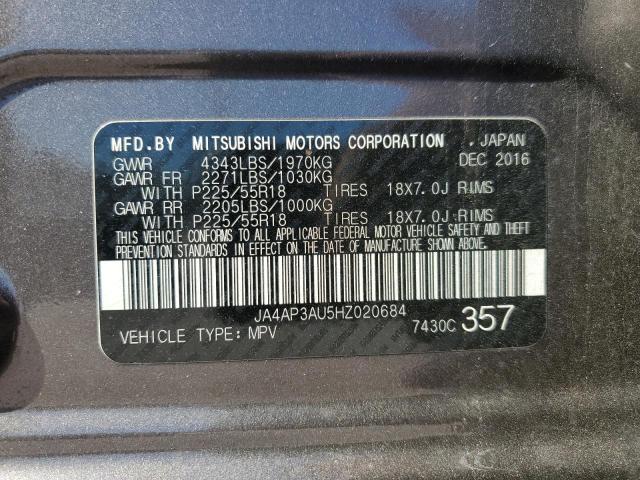 MFD.BY MITSUBISHI MOTORS CORPORATION , JAPAN
GVWR 4343LBS/1970KG DEC 2016
GAWR FR 2271LBS/1030KG
WITH P225/55R18 TIRES 18X7.0J RIMS
GAWR RR 2205LBS/1000KG
WITH P225/55R18 TIRES 18X7.0J RIMS
THIS VEHICLE CONFORMS TO ALL APPLICABLE FEDERAL MOTOR VEHICLE SAFETY AND THEFT
PREVENTION STANDARDS IN EFFECT ON THE DATE OF MANUFACTURE SHOWN ABOVE.
JA4AP3AU5HZ020684
VEHICLE TYPE: MPV 7430C 357